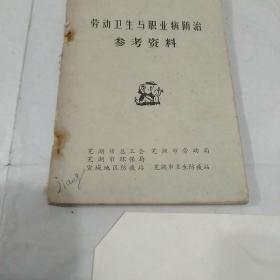 劳动卫生与职业病防治
参考资料
芜湖市总工会 芜湖市劳动局
芜湖市环保局
宣城地区防疫站 芜湖市卫生防疫站